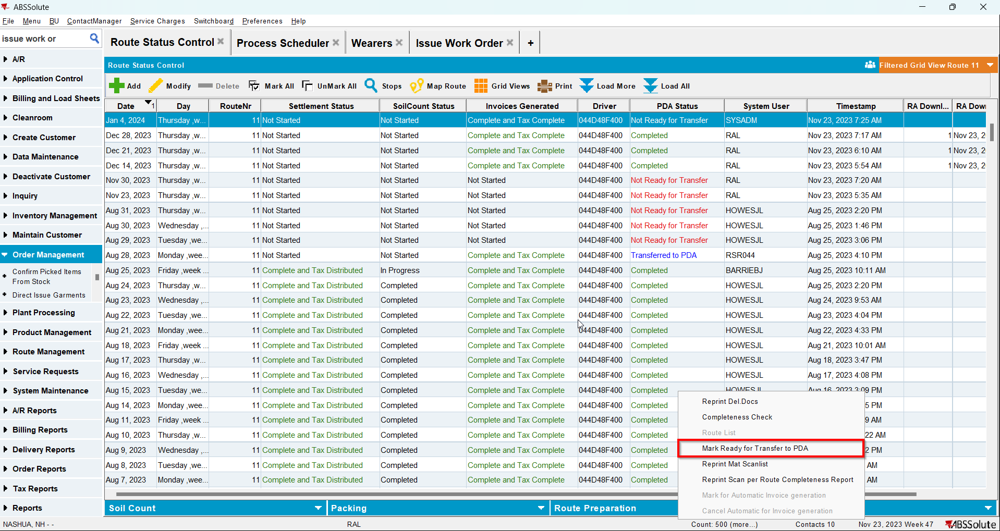 ABSSolute
File Menu BU ContactManager Service Charges Switchboard Preferences Help
issue work or
Route Status Control Process Scheduler Wearers Issue Work Order +
Route Status Control Filtered Grid View Route 11
Add Modify Delete Mark All UnMark All Stops Map Route Grid Views Print Load More Load All
A/R
Application Control
Billing and Load Sheets
Cleanroom
Create Customer
Data Maintenance
Deactivate Customer
Inquiry
Inventory Management
Maintain Customer
Order Management
Confirm Picked Items
From Stock
Direct Issue Garments
Plant Processing
Product Management
Route Management
Service Requests
System Maintenance
A/R Reports
Billing Reports
Delivery Reports
Order Reports
Tax Reports
Reports
Date 1 Day RouteNr Settlement Status SoilCount Status Invoices Generated Driver PDA Status System User Timestamp RA Downl... RA Down
Jan 4, 2024 Thursday ,w... 11 Not Started Not Started Complete and Tax Complete 044D48F400 Not Ready for Transfer SYSADM Nov 23, 2023 7:25 AM
Dec 28, 2023 Thursday ,w... 11 Not Started Not Started Complete and Tax Complete 044D48F400 Completed RAL Nov 23, 2023 7:17 AM 1 Nov 23, 2
Dec 21, 2023 Thursday ,w... 11 Not Started Not Started Complete and Tax Complete 044D48F400 Completed RAL Nov 23, 2023 6:10 AM 1 Nov 23, 2
Dec 14, 2023 Thursday ,w... 11 Not Started Not Started Complete and Tax Complete 044D48F400 Completed RAL Nov 23, 2023 5:54 AM 1 Nov 23, 2
Nov 30, 2023 Thursday ,w... 11 Not Started Not Started Not Started 044D48F400 Not Ready for Transfer RAL Nov 23, 2023 7:20 AM
Nov 23, 2023 Thursday ,w... 11 Not Started Not Started Not Started 044D48F400 Not Ready for Transfer RAL Nov 23, 2023 5:35 AM
Aug 31, 2023 Thursday ,w... 11 Not Started Not Started Not Started 044D48F400 Not Ready for Transfer HOWESJL Aug 25, 2023 2:20 PM
Aug 30, 2023 Wednesday ,... 11 Not Started Not Started Not Started 044D48F400 Not Ready for Transfer HOWESJL Aug 25, 2023 1:46 PM
Aug 29, 2023 Tuesday ,we... 11 Not Started Not Started Not Started 044D48F400 Not Ready for Transfer HOWESJL Aug 25, 2023 3:06 PM
Aug 28, 2023 Monday ,wee... 11 Not Started Not Started Complete and Tax Complete 044D48F400 Transferred to PDA RSR044 Aug 25, 2023 4:10 PM
Aug 25, 2023 Friday ,week ... 11 Complete and Tax Distributed In Progress Complete and Tax Complete 044D48F400 Completed BARRIEBJ Aug 25, 2023 10:11 AM
Aug 24, 2023 Thursday ,w... 11 Complete and Tax Distributed Completed Complete and Tax Complete 044D48F400 Completed HOWESJL Aug 25, 2023 2:20 PM
Aug 23, 2023 Wednesday ,... 11 Complete and Tax Distributed Completed Complete and Tax Complete 044D48F400 Completed HOWESJL Aug 24, 2023 9:53 AM
Aug 22, 2023 Tuesday ,we... 11 Complete and Tax Distributed Completed Complete and Tax Complete 044D48F400 Completed HOWESJL Aug 23, 2023 4:04 PM
Aug 21, 2023 Monday ,wee... 11 Complete and Tax Distributed Completed Complete and Tax Complete 044D48F400 Completed HOWESJL Aug 22, 2023 4:33 PM
Aug 18, 2023 Friday ,week ... 11 Complete and Tax Distributed Completed Complete and Tax Complete 044D48F400 Completed HOWESJL Aug 21, 2023 10:01 AM
Aug 17, 2023 Thursday ,w... 11 Complete and Tax Distributed Completed Complete and Tax Complete 044D48F400 Completed HOWESJL Aug 18, 2023 3:47 PM
Aug 16, 2023 Wednesday ,... 11 Complete and Tax Distributed Completed Complete and Tax Complete 044D48F400 Completed HOWESJL Aug 17, 2023 4:08 PM
Aug 15, 2023 Tuesday ,we... 11 Complete and Tax Distributed Completed Complete and Tax Complete 044D48F400 Completed HOWESJL Aug 16, 2023 3:09 PM
Aug 14, 2023 Monday ,wee... 11 Complete and Tax Distributed Completed Complete and Tax Complete 044D48F400 Completed 5 PM
Aug 11, 2023 Friday ,week ... 11 Complete and Tax Distributed Completed Complete and Tax Complete 044D48F400 Completed 9 AM
Aug 10, 2023 Thursday ,w... 11 Complete and Tax Distributed Completed Complete and Tax Complete 044D48F400 Completed 22 AM
Aug 9, 2023 Wednesday ,... 11 Complete and Tax Distributed Completed Complete and Tax Complete 044D48F400 Completed 2 PM
Aug 8, 2023 Tuesday ,we... 11 Complete and Tax Distributed Completed Complete and Tax Complete 044D48F400 Completed AM
Aug 7, 2023 Monday ,wee... 11 Complete and Tax Distributed Completed Complete and Tax Complete 044D48F400 Completed AM
Reprint Del.Docs
Completeness Check
Route List
Mark Ready for Transfer to PDA
Reprint Mat Scanlist
Reprint Scan per Route Completeness Report
Mark for Automatic Invoice generation
Cancel Automatic for Invoice generation
Soil Count Packing Route Preparation
NASHUA, NH - - RAL Count: 500 (more...) Contacts 10 Nov 23, 2023 Week 47 ABSSolute